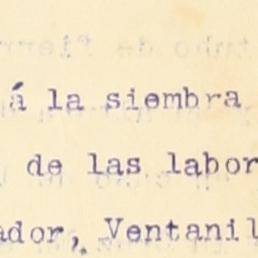 á la siembra
de las labor
ador, Ventanil